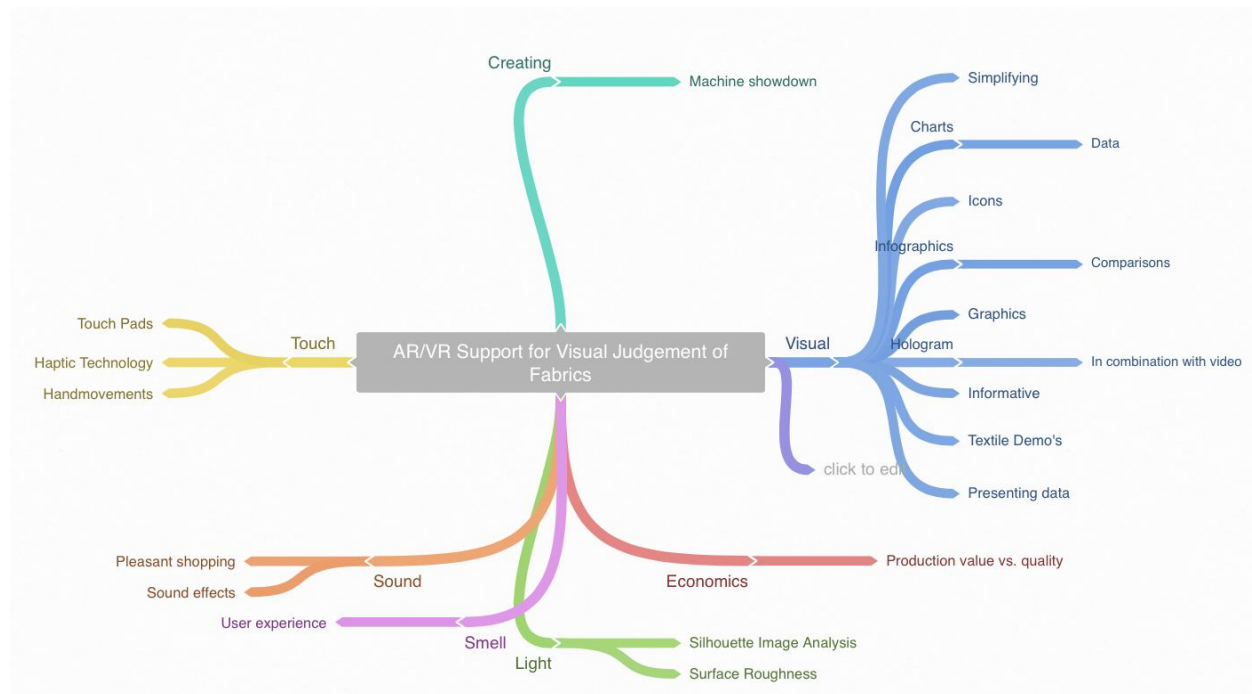 Creating
Machine showdown
Simplifying
Charts
Data
Icons
Infographics
Comparisons
Graphics
Hologram
In combination with video
Informative
Textile Demo's
Presenting data
Visual
click to edi
AR/VR Support for Visual Judgement of
Fabrics
Touch
Touch Pads
Haptic Technology
Handmovements
Pleasant shopping
Sound effects
Sound
User experience
Smell
Light
Silhouette Image Analysis
Surface Roughness
Economics
Production value vs. quality